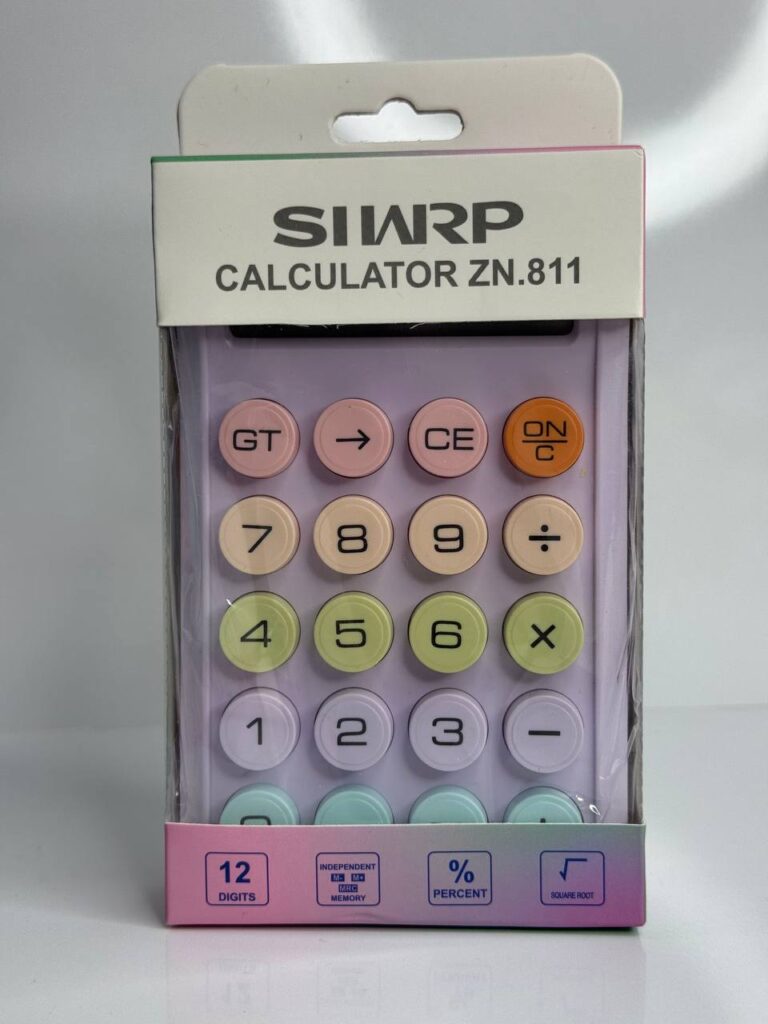 SIWRP
CALCULATOR ZN.811
GT → CE ON/C
7 8 9 ÷
4 5 6 ×
1 2 3 −
12
DIGITS
INDEPENDENT
M- M+
MRC
MEMORY
%
PERCENT
√
SQUARE ROOT